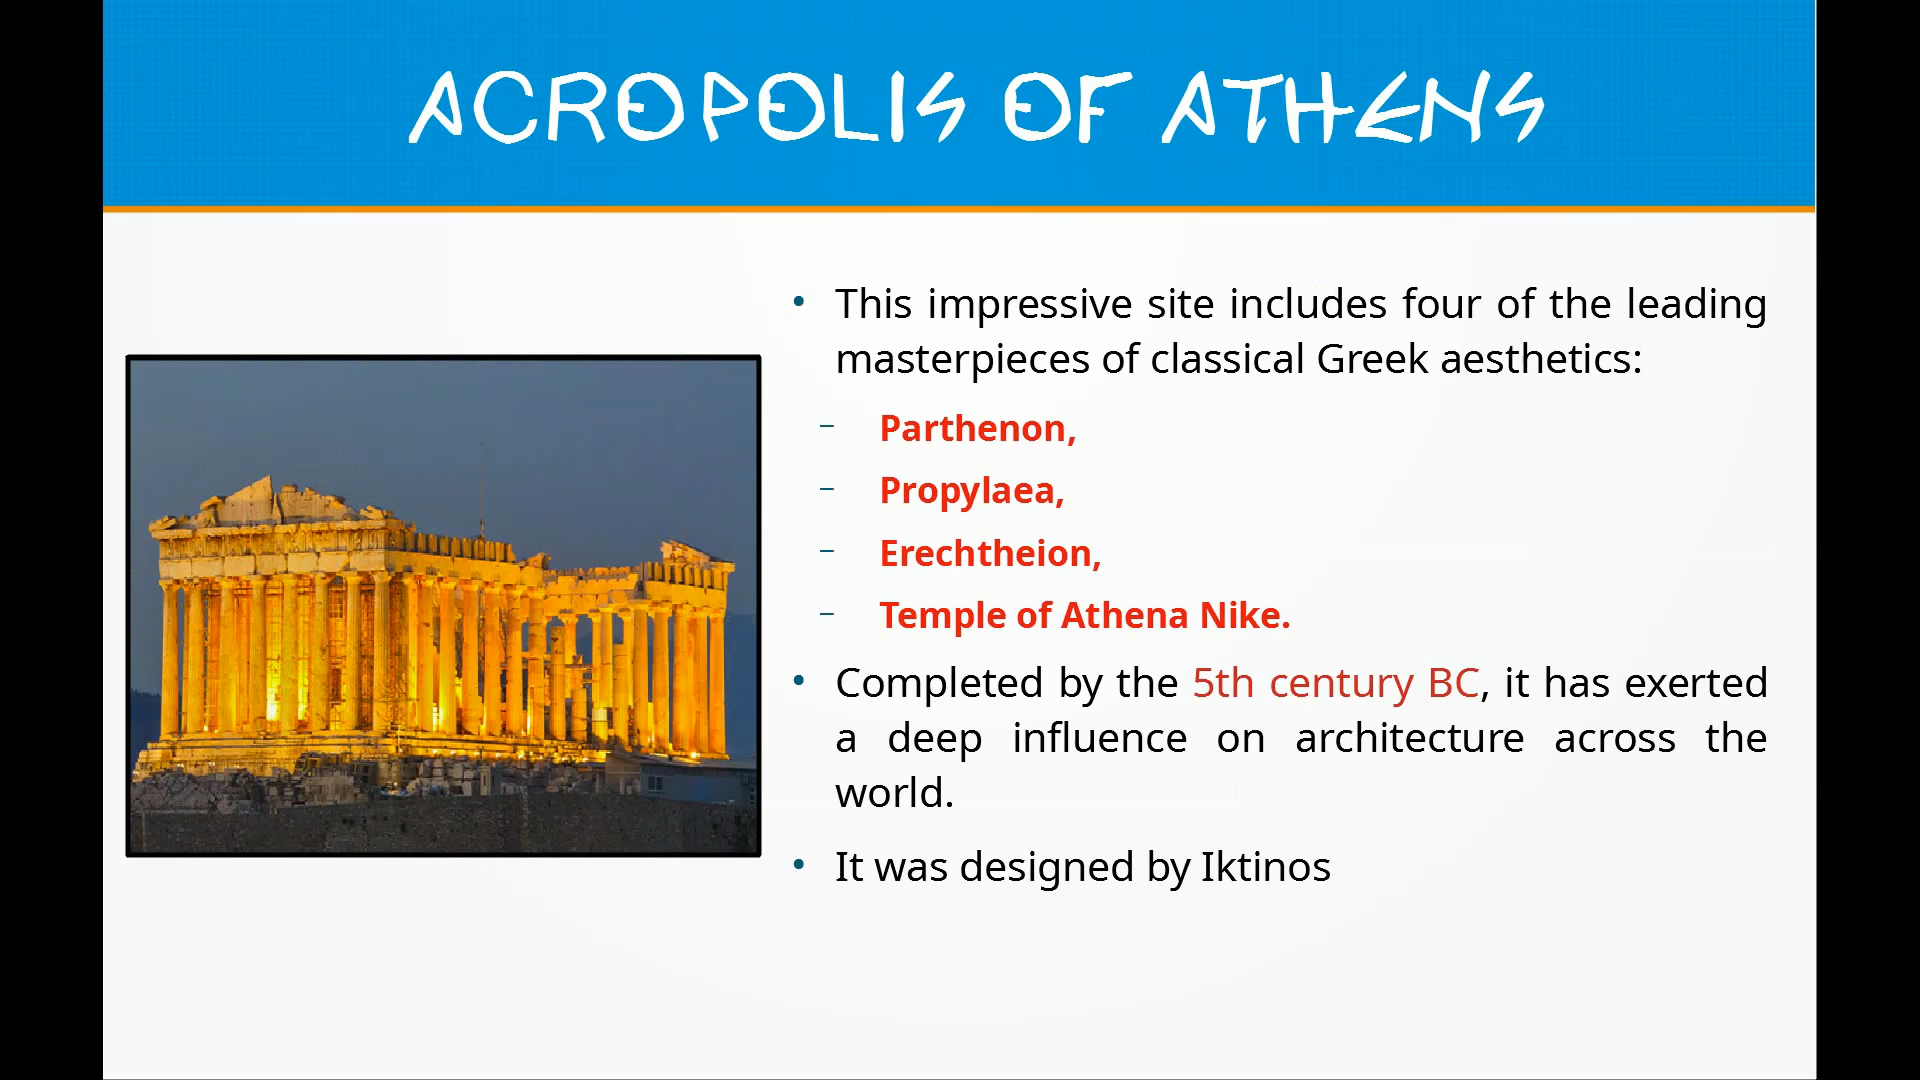 ACROPOLIS OF ATHENS
• This impressive site includes four of the leading
masterpieces of classical Greek aesthetics:
– Parthenon,
– Propylaea,
– Erechtheion,
– Temple of Athena Nike.
• Completed by the 5th century BC, it has exerted
a deep influence on architecture across the
world.
• It was designed by Iktinos